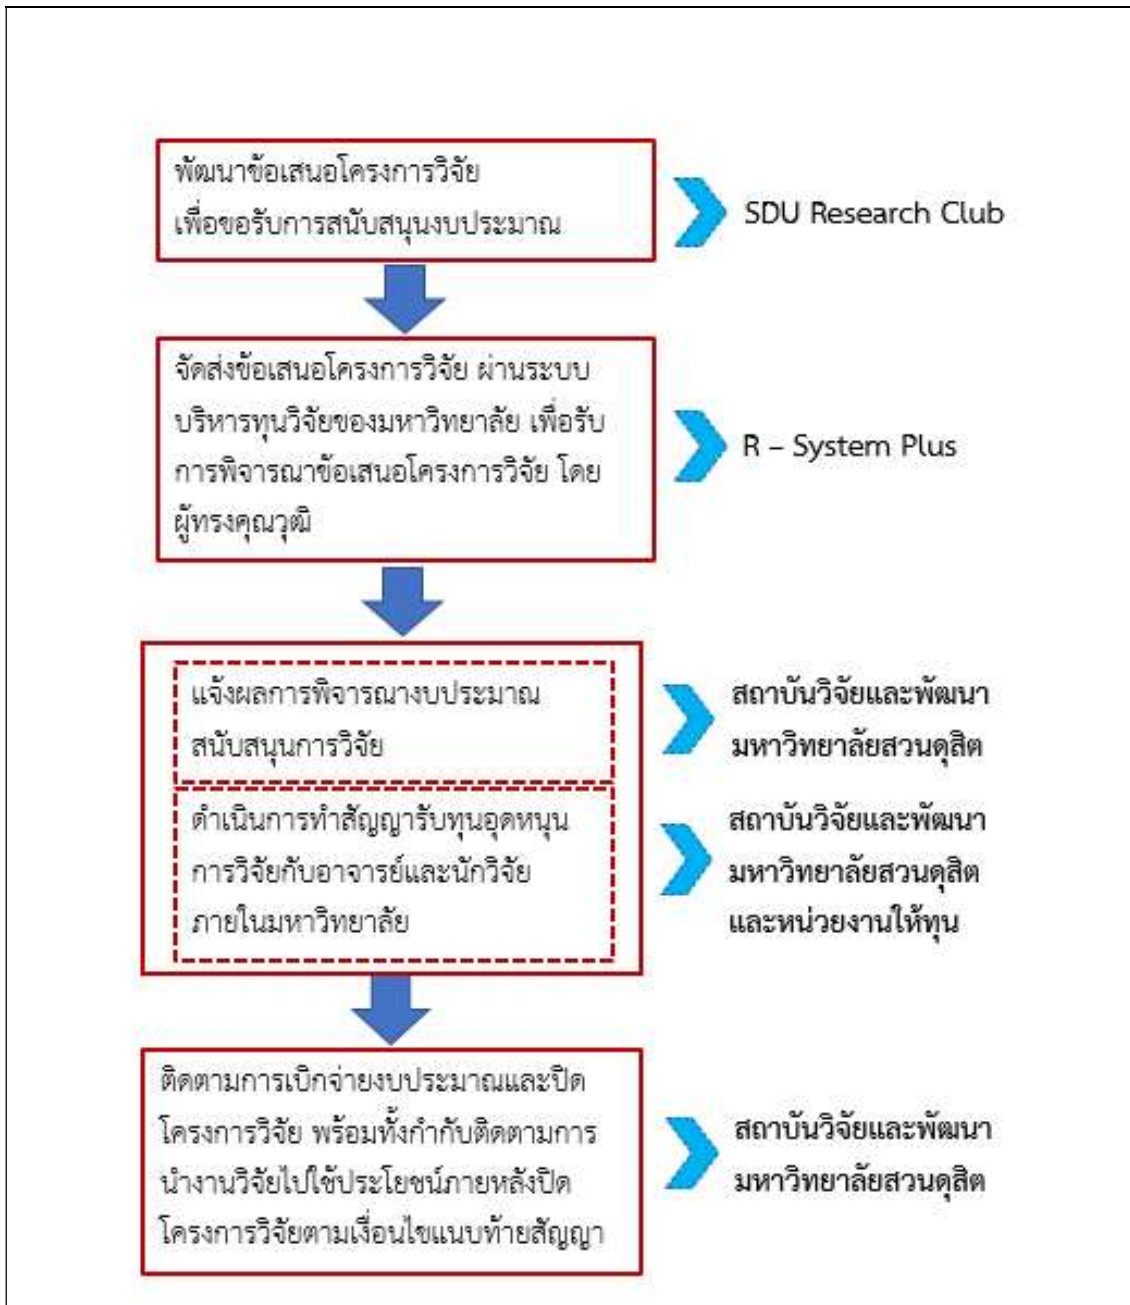 พัฒนาข้อเสนอโครงการวิจัย
เพื่อขอรับการสนับสนุนงบประมาณ
SDU Research Club
จัดส่งข้อเสนอโครงการวิจัย ผ่านระบบ
บริหารทุนวิจัยของมหาวิทยาลัย เพื่อรับ
การพิจารณาข้อเสนอโครงการวิจัย โดย
ผู้ทรงคุณวุฒิ
R – System Plus
แจ้งผลการพิจารณางบประมาณ
สนับสนุนการวิจัย
สถาบันวิจัยและพัฒนา
มหาวิทยาลัยสวนดุสิต
ดำเนินการทำสัญญารับทุนอุดหนุน
การวิจัยกับอาจารย์และนักวิจัย
ภายในมหาวิทยาลัย
สถาบันวิจัยและพัฒนา
มหาวิทยาลัยสวนดุสิต
และหน่วยงานให้ทุน
ติดตามการเบิกจ่ายงบประมาณและปิด
โครงการวิจัย พร้อมทั้งกำกับติดตามการ
นำงานวิจัยไปใช้ประโยชน์ภายหลังปิด
โครงการวิจัยตามเงื่อนไขแนบท้ายสัญญา
สถาบันวิจัยและพัฒนา
มหาวิทยาลัยสวนดุสิต